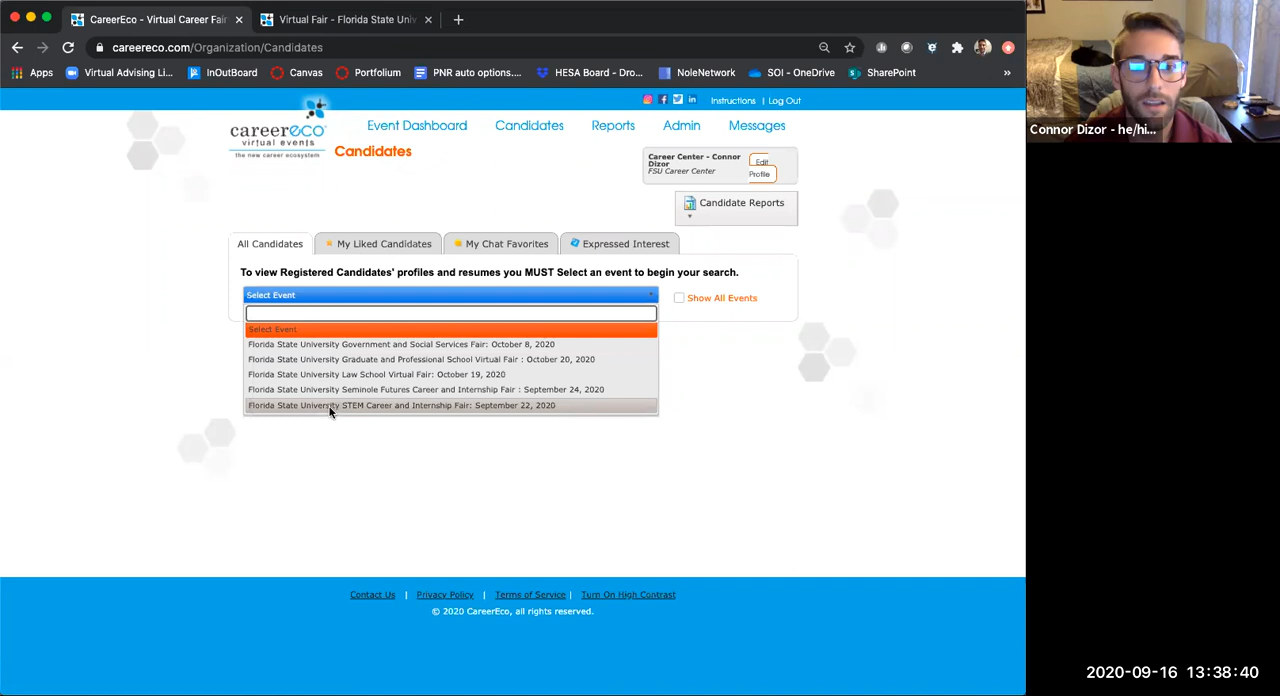 CareerEco - Virtual Career Fair
Virtual Fair - Florida State Univ
careereco.com/Organization/Candidates
Apps
Virtual Advising Li...
InOutBoard
Canvas
Portfolium
PNR auto options....
HESA Board - Dro...
NoleNetwork
SOI - OneDrive
SharePoint
»
Instructions | Log Out
careereco
virtual events
the new career ecosystem
Event Dashboard
Candidates
Reports
Admin
Messages
Candidates
Career Center - Connor
Dizor
FSU Career Center
Edit
Profile
Candidate Reports
All Candidates
My Liked Candidates
My Chat Favorites
Expressed Interest
To view Registered Candidates' profiles and resumes you MUST Select an event to begin your search.
Select Event
Show All Events
Select Event
Florida State University Government and Social Services Fair: October 8, 2020
Florida State University Graduate and Professional School Virtual Fair : October 20, 2020
Florida State University Law School Virtual Fair: October 19, 2020
Florida State University Seminole Futures Career and Internship Fair : September 24, 2020
Florida State University STEM Career and Internship Fair: September 22, 2020
Contact Us | Privacy Policy | Terms of Service | Turn On High Contrast
© 2020 CareerEco, all rights reserved.
Connor Dizor - he/hi...
2020-09-16 13:38:40